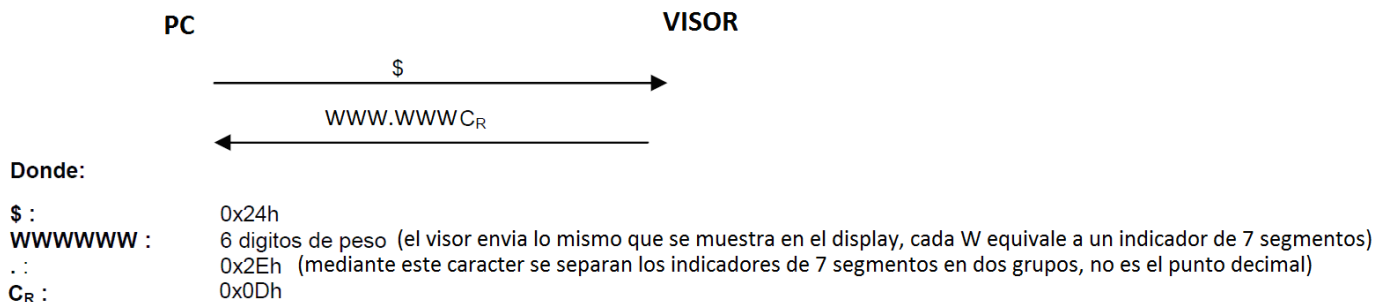 PC VISOR
$
WWW.WWWCR
Donde:
$ : 0x24h
WWWWWW : 6 digitos de peso (el visor envia lo mismo que se muestra en el display, cada W equivale a un indicador de 7 segmentos)
. : 0x2Eh (mediante este caracter se separan los indicadores de 7 segmentos en dos grupos, no es el punto decimal)
CR : 0x0Dh